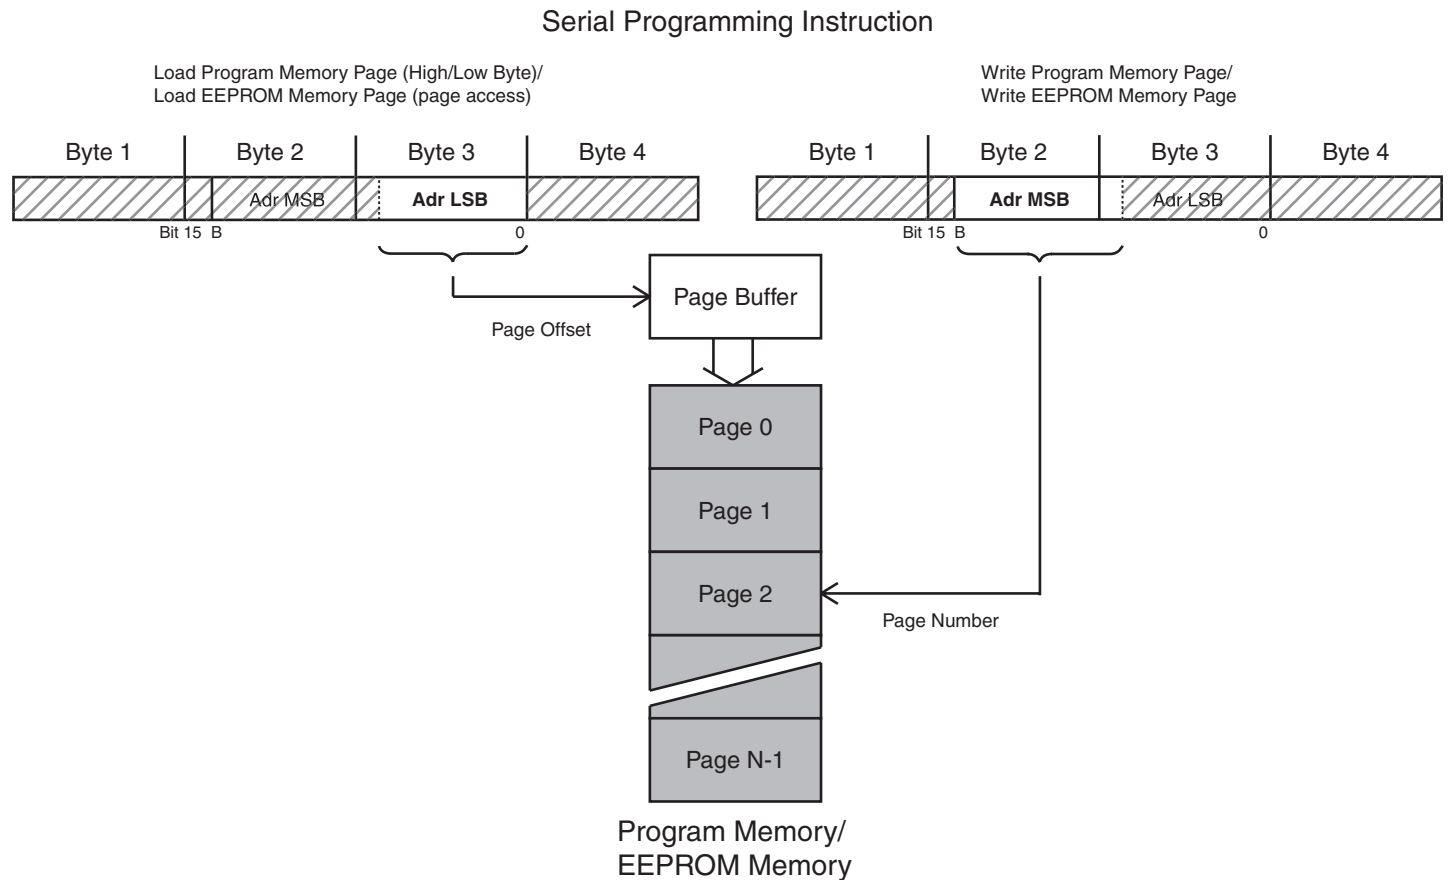 Serial Programming Instruction
Load Program Memory Page (High/Low Byte)/
Load EEPROM Memory Page (page access)
Write Program Memory Page/
Write EEPROM Memory Page
Byte 1 Byte 2 Byte 3 Byte 4
Byte 1 Byte 2 Byte 3 Byte 4
Adr MSB Adr LSB
Adr MSB Adr LSB
Bit 15 B 0
Bit 15 B 0
Page Buffer
Page Offset
Page 0
Page 1
Page 2
Page Number
Page N-1
Program Memory/
EEPROM Memory